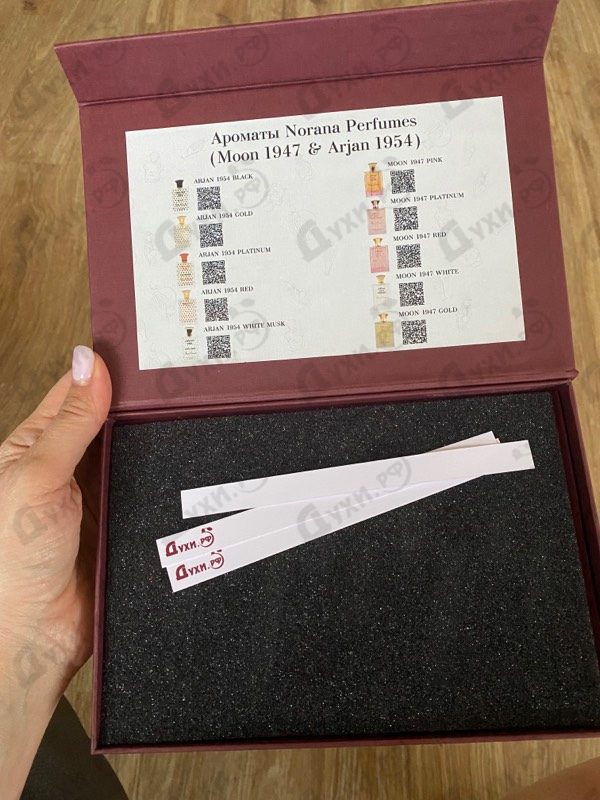 Ароматы Norana Perfumes
(Moon 1947 & Arjan 1954)
ARJAN 1954 BLACK
ARJAN 1954 GOLD
ARJAN 1954 PLATINUM
ARJAN 1954 RED
ARJAN 1954 WHITE MUSK
MOON 1947 PINK
MOON 1947 PLATINUM
MOON 1947 RED
MOON 1947 WHITE
MOON 1947 GOLD
Духи.рф
Духи.рф